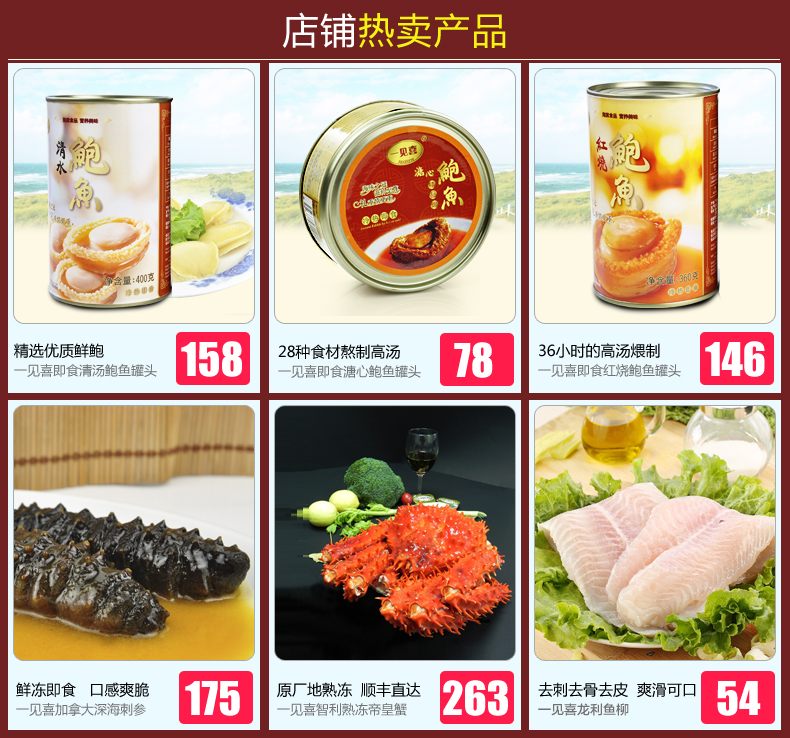 店铺热卖产品
海派食品 营养美味
清水
鲍魚
净含量:400克
一见喜
溏心
鲍魚
红烧
鲍魚
净含量:360克
精选优质鲜鲍
一见喜即食清汤鲍鱼罐头
158
28种食材熬制高汤
一见喜即食溏心鲍鱼罐头
78
36小时的高汤煨制
一见喜即食红烧鲍鱼罐头
146
鲜冻即食 口感爽脆
一见喜加拿大深海刺参
175
原厂地熟冻 顺丰直达
一见喜智利熟冻帝皇蟹
263
去刺去骨去皮 爽滑可口
一见喜龙利鱼柳
54